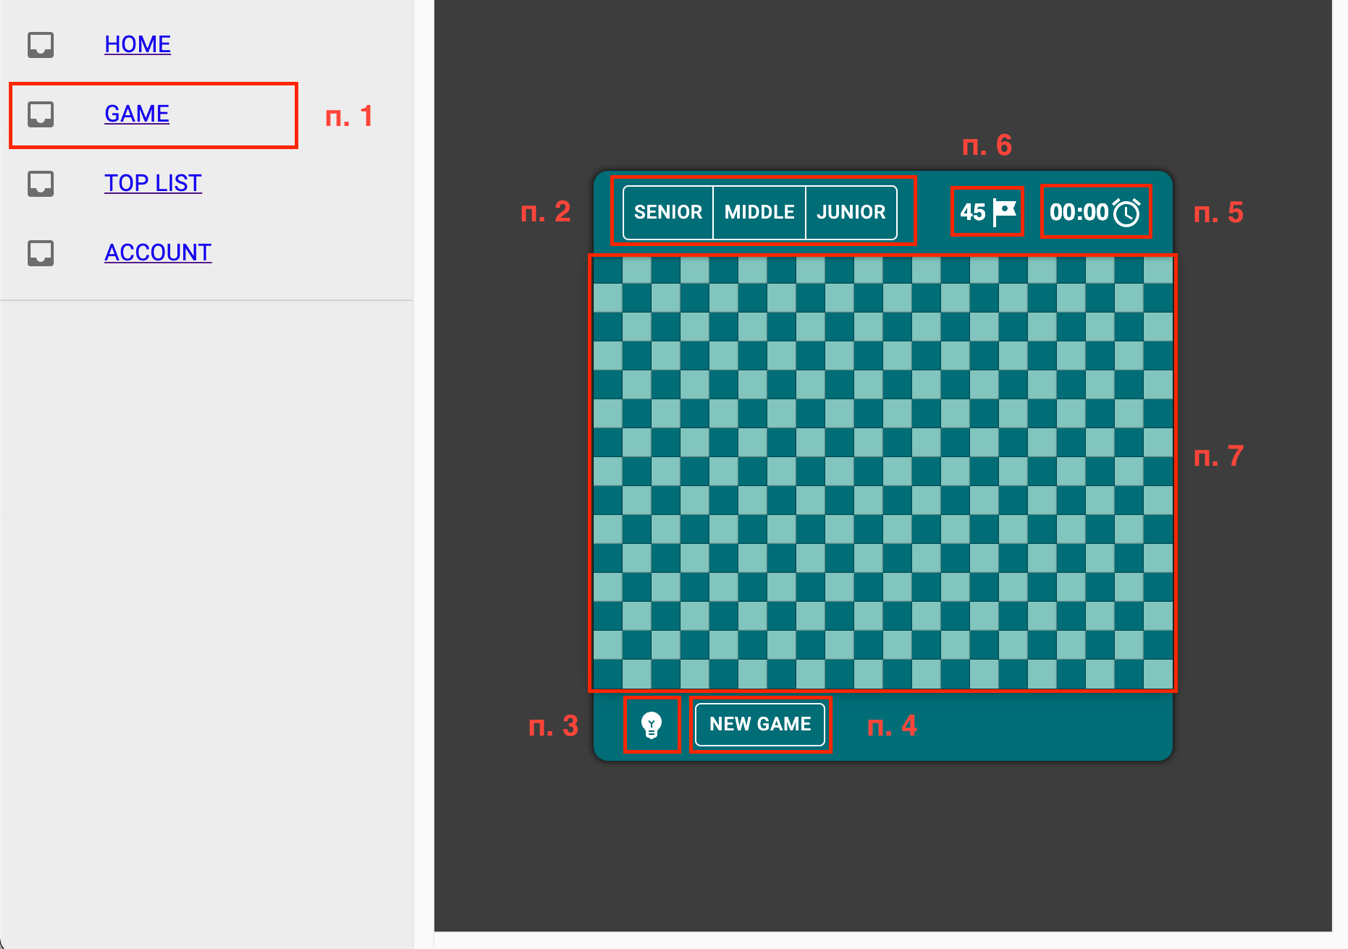 HOME
GAME
п. 1
TOP LIST
ACCOUNT
п. 6
п. 2
SENIOR MIDDLE JUNIOR
45
00:00
п. 5
п. 7
п. 3
NEW GAME
п. 4